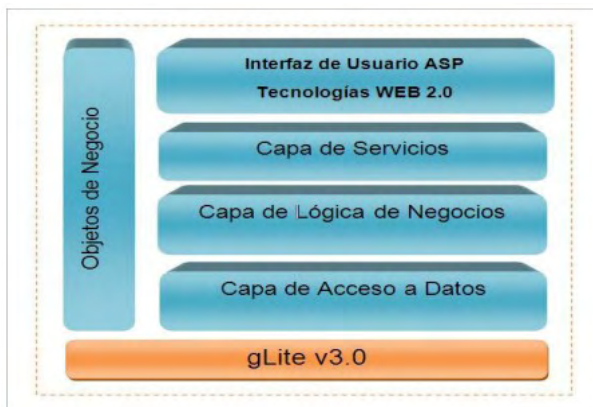 Objetos de Negocio
Interfaz de Usuario ASP
Tecnologías WEB 2.0
Capa de Servicios
Capa de Lógica de Negocios
Capa de Acceso a Datos
gLite v3.0